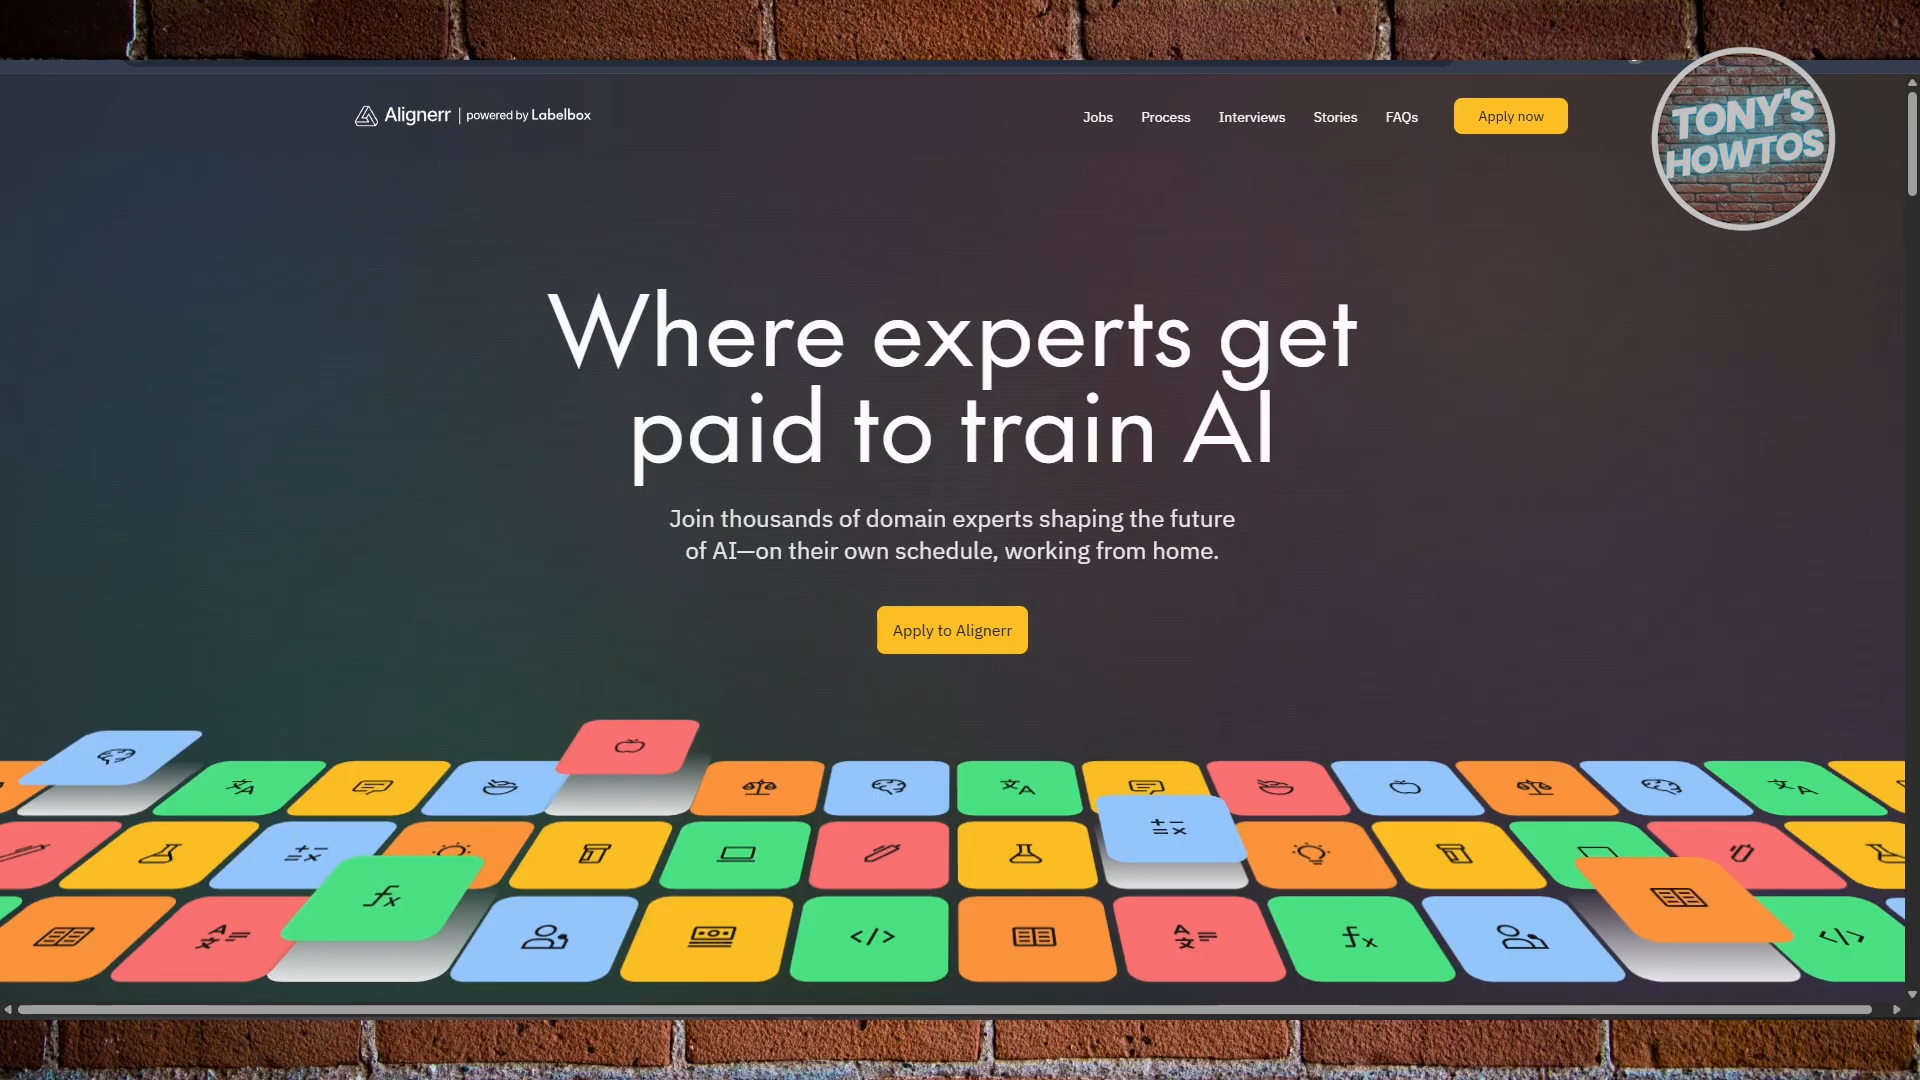 Alignerr | powered by Labelbox
Jobs
Process
Interviews
Stories
FAQs
Apply now
TONY'S
HOWTOS
Where experts get
paid to train AI
Join thousands of domain experts shaping the future
of AI—on their own schedule, working from home.
Apply to Alignerr